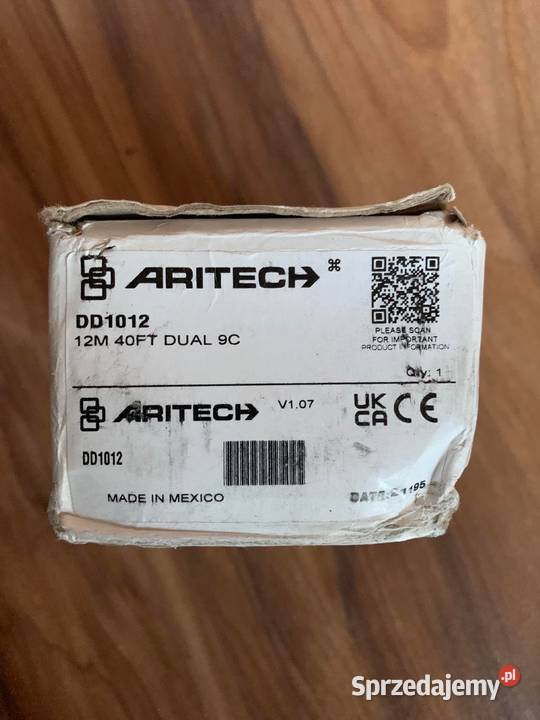 ARITECH ⌘
DD1012
12M 40FT DUAL 9C
PLEASE SCAN
FOR IMPORTANT
PRODUCT INFORMATION
Qty: 1
ARITECH V1.07
UK
CA CE
DD1012
MADE IN MEXICO
Sprzedajemy.pl